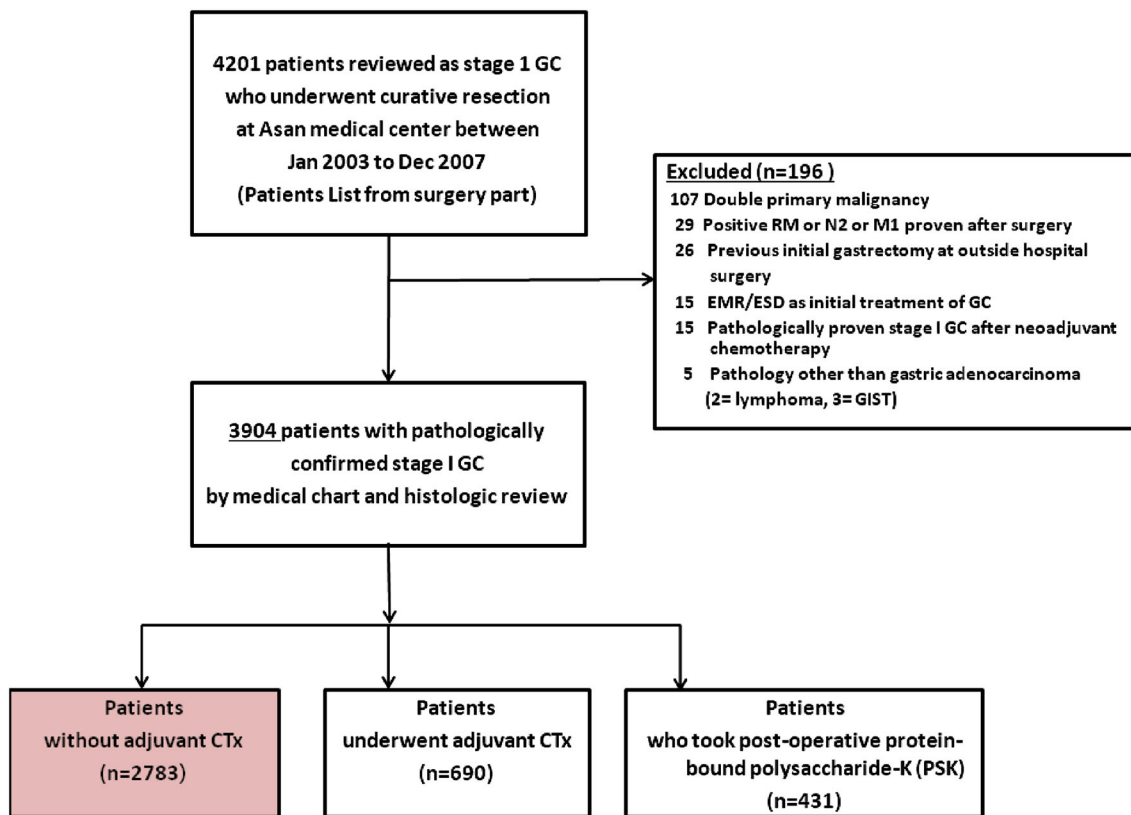 4201 patients reviewed as stage 1 GC
who underwent curative resection
at Asan medical center between
Jan 2003 to Dec 2007
(Patients List from surgery part)
Excluded (n=196 )
107 Double primary malignancy
29 Positive RM or N2 or M1 proven after surgery
26 Previous initial gastrectomy at outside hospital
surgery
15 EMR/ESD as initial treatment of GC
15 Pathologically proven stage I GC after neoadjuvant
chemotherapy
5 Pathology other than gastric adenocarcinoma
(2= lymphoma, 3= GIST)
3904 patients with pathologically
confirmed stage I GC
by medical chart and histologic review
Patients
without adjuvant CTx
(n=2783)
Patients
underwent adjuvant CTx
(n=690)
Patients
who took post-operative protein-
bound polysaccharide-K (PSK)
(n=431)